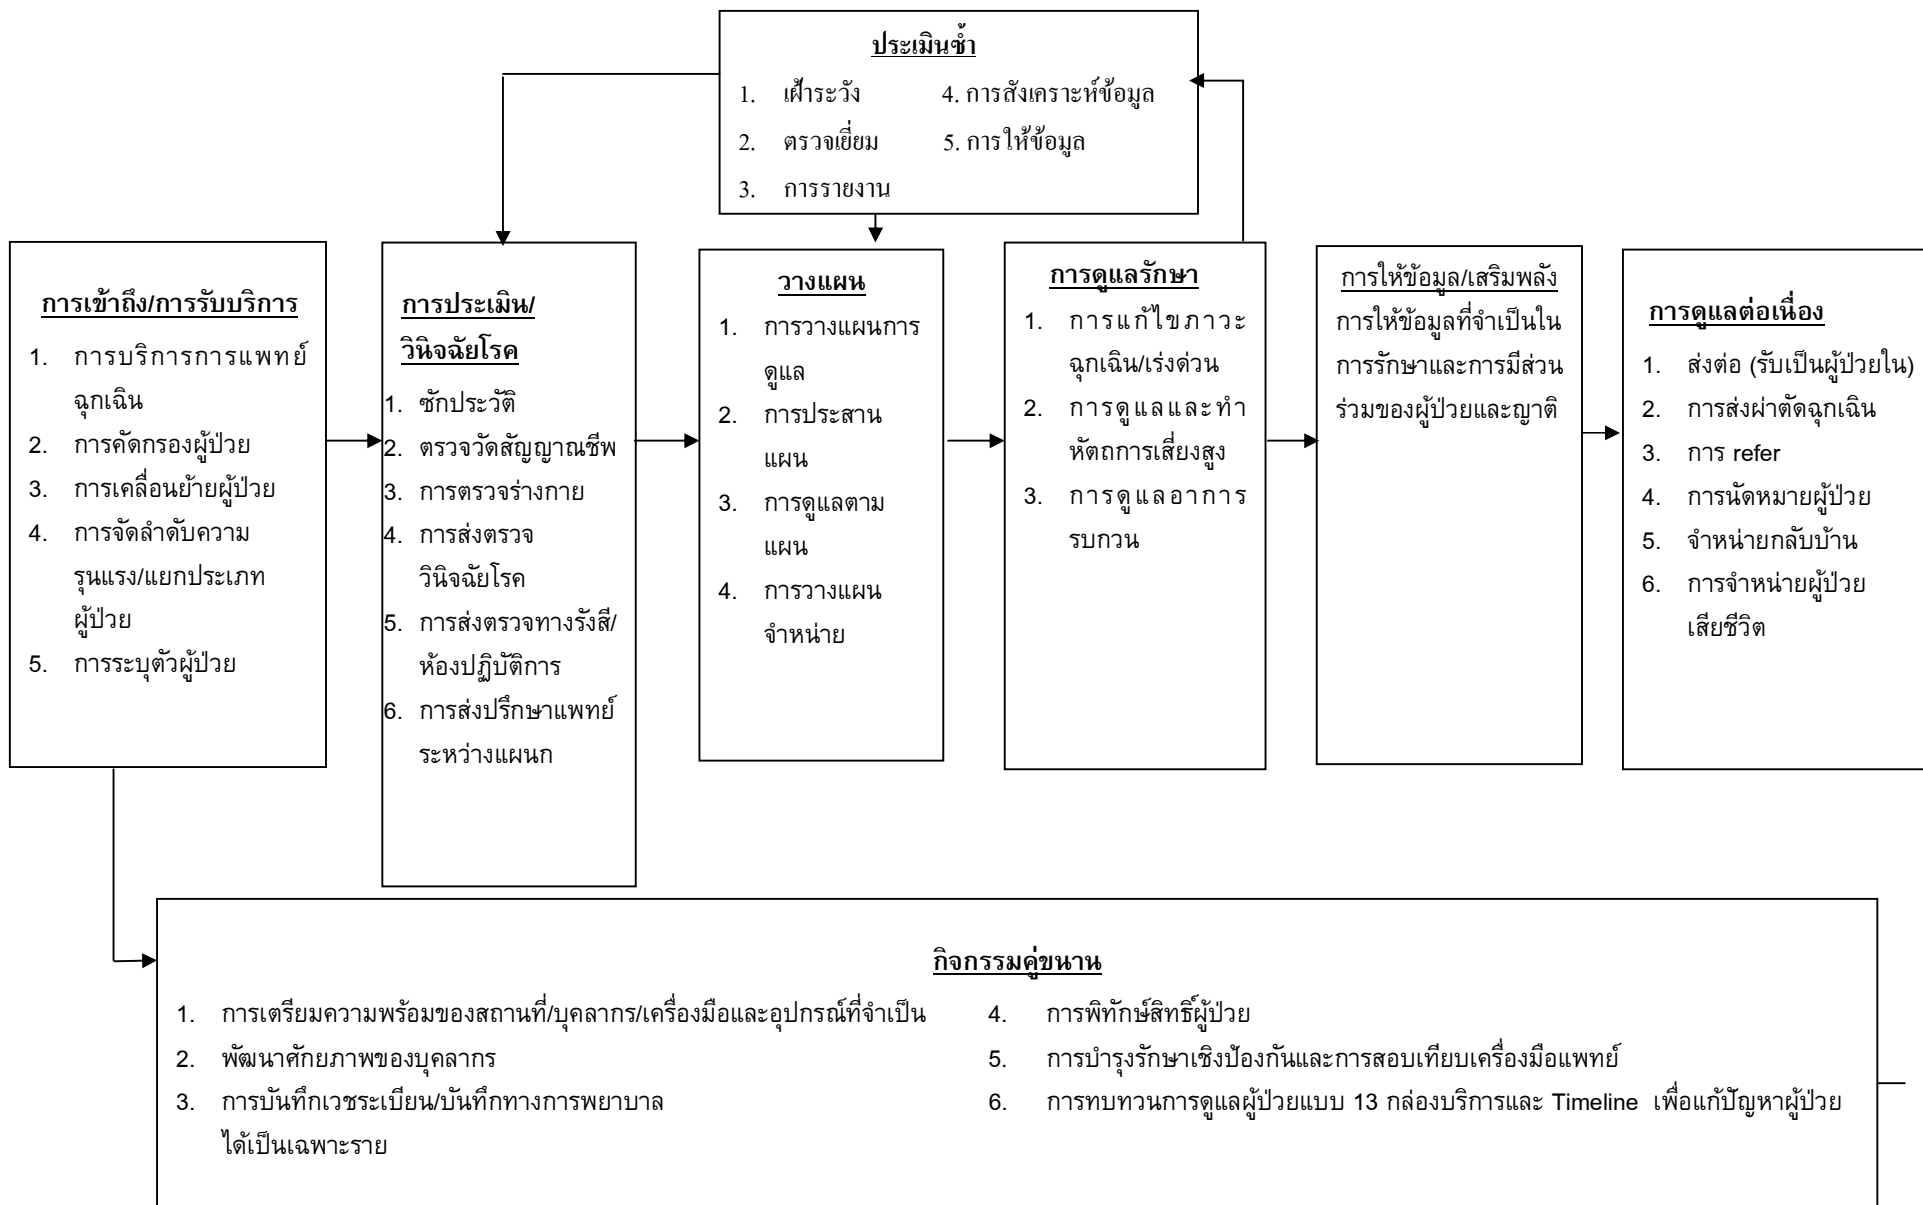 ประเมินซ้ำ
1. เฝ้าระวัง
2. ตรวจเยี่ยม
3. การรายงาน
4. การสังเคราะห์ข้อมูล
5. การให้ข้อมูล
การเข้าถึง/การรับบริการ
1. การบริการการแพทย์
ฉุกเฉิน
2. การคัดกรองผู้ป่วย
3. การเคลื่อนย้ายผู้ป่วย
4. การจัดลำดับความ
รุนแรง/แยกประเภท
ผู้ป่วย
5. การระบุตัวผู้ป่วย
การประเมิน/
วินิจฉัยโรค
1. ซักประวัติ
2. ตรวจวัดสัญญาณชีพ
3. การตรวจร่างกาย
4. การส่งตรวจ
วินิจฉัยโรค
5. การส่งตรวจทางรังสี/
ห้องปฏิบัติการ
6. การส่งปรึกษาแพทย์
ระหว่างแผนก
วางแผน
1. การวางแผนการ
ดูแล
2. การประสาน
แผน
3. การดูแลตาม
แผน
4. การวางแผน
จำหน่าย
การดูแลรักษา
1. การแก้ไขภาวะ
ฉุกเฉิน/เร่งด่วน
2. การดูแลและทำ
หัตถการเสี่ยงสูง
3. การดูแลอาการ
รบกวน
การให้ข้อมูล/เสริมพลัง
การให้ข้อมูลที่จำเป็นใน
การรักษาและการมีส่วน
ร่วมของผู้ป่วยและญาติ
การดูแลต่อเนื่อง
1. ส่งต่อ (รับเป็นผู้ป่วยใน)
2. การส่งผ่าตัดฉุกเฉิน
3. การ refer
4. การนัดหมายผู้ป่วย
5. จำหน่ายกลับบ้าน
6. การจำหน่ายผู้ป่วย
เสียชีวิต
กิจกรรมคู่ขนาน
1. การเตรียมความพร้อมของสถานที่/บุคลากร/เครื่องมือและอุปกรณ์ที่จำเป็น
2. พัฒนาศักยภาพของบุคลากร
3. การบันทึกเวชระเบียน/บันทึกทางการพยาบาล
ได้เป็นเฉพาะราย
4. การพิทักษ์สิทธิ์ผู้ป่วย
5. การบำรุงรักษาเชิงป้องกันและการสอบเทียบเครื่องมือแพทย์
6. การทบทวนการดูแลผู้ป่วยแบบ 13 กล่องบริการและ Timeline เพื่อแก้ปัญหาผู้ป่วย